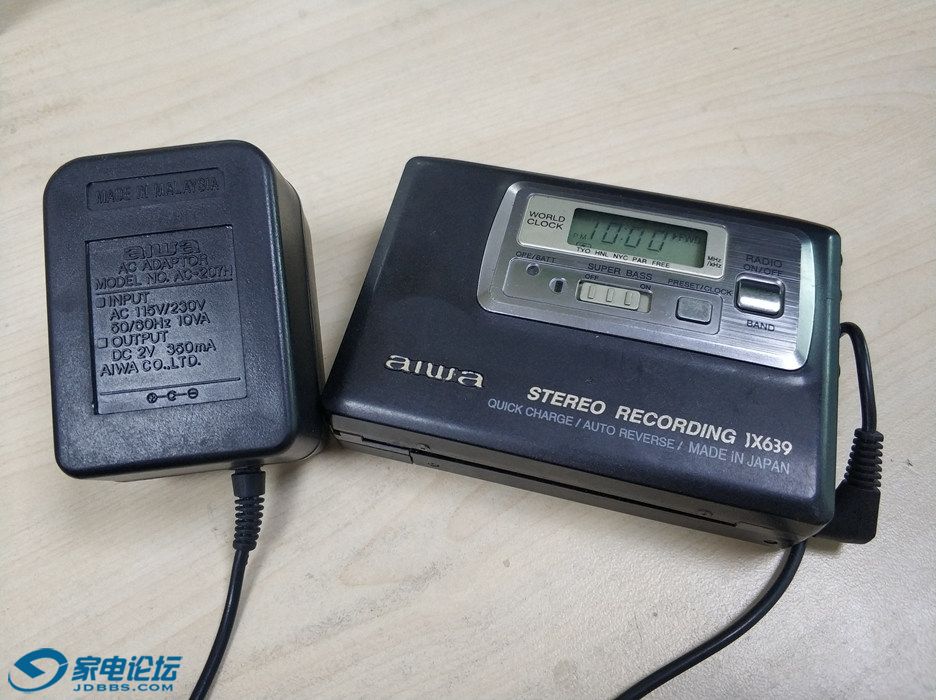 MADE IN MALAYSIA
aiwa
AC ADAPTOR
MODEL NO. AC-207H
INPUT
AC 115V/230V
50/60Hz 10VA
OUTPUT
DC 2V 350mA
AIWA CO.,LTD.
WORLD
CLOCK
PM 10:00
TYO HNL NYC PAR FREE
MHz
/kHz
RADIO
ON/OFF
OPE/BATT
SUPER BASS
OFF ON
PRESET/CLOCK
BAND
aiwa
STEREO RECORDING JX639
QUICK CHARGE / AUTO REVERSE / MADE IN JAPAN
家电论坛
JDBBS.COM